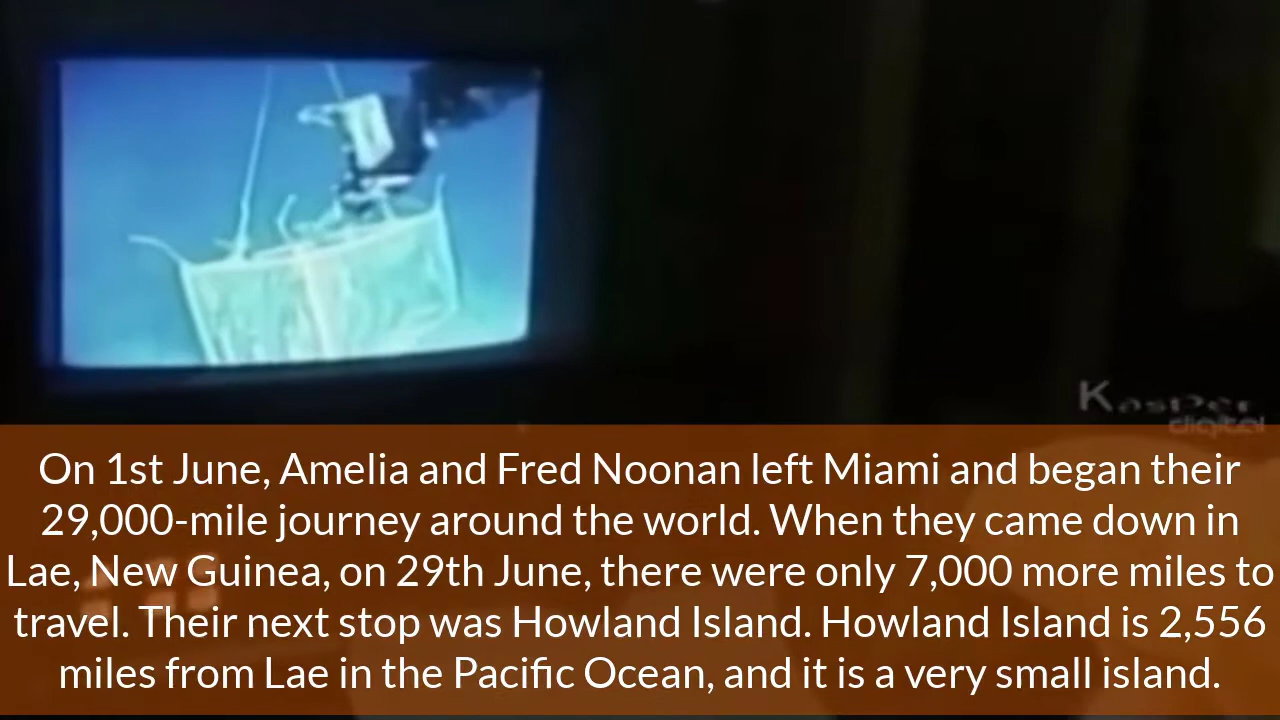 Kasper
digital
On 1st June, Amelia and Fred Noonan left Miami and began their
29,000-mile journey around the world. When they came down in
Lae, New Guinea, on 29th June, there were only 7,000 more miles to
travel. Their next stop was Howland Island. Howland Island is 2,556
miles from Lae in the Pacific Ocean, and it is a very small island.